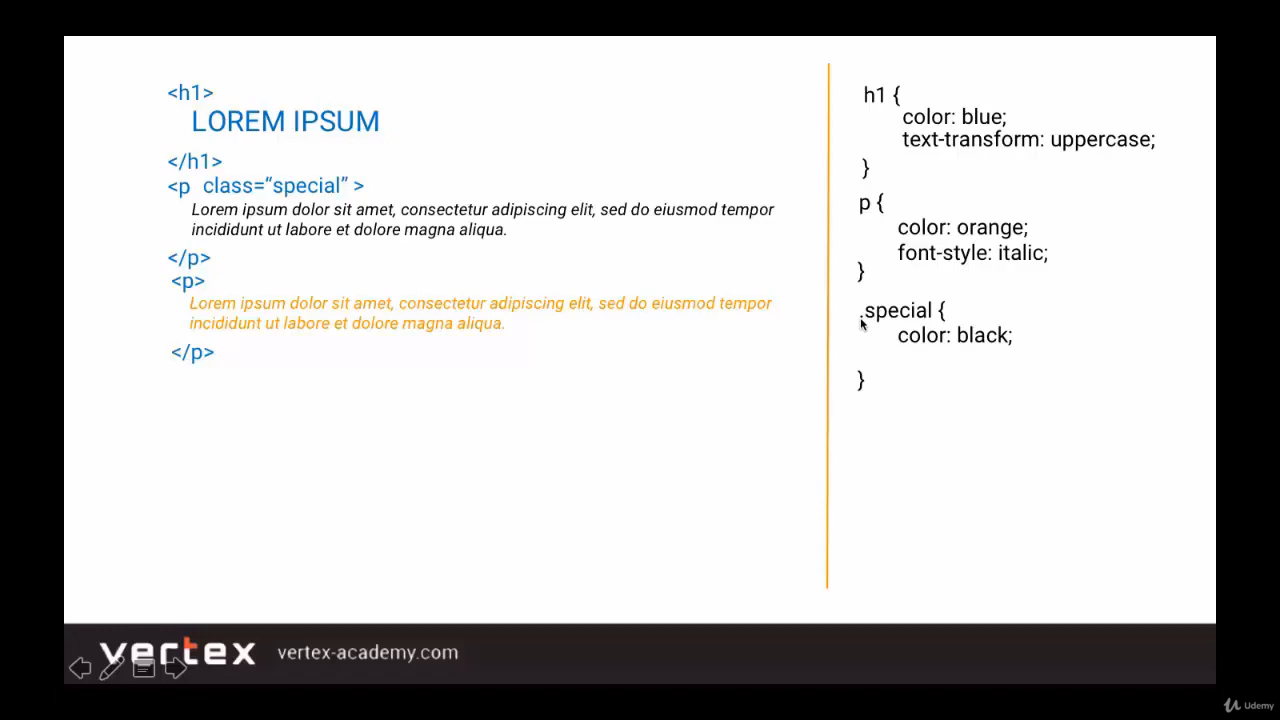 <h1>
LOREM IPSUM
</h1>
<p class=“special” >
Lorem ipsum dolor sit amet, consectetur adipiscing elit, sed do eiusmod tempor
incididunt ut labore et dolore magna aliqua.
</p>
<p>
Lorem ipsum dolor sit amet, consectetur adipiscing elit, sed do eiusmod tempor
incididunt ut labore et dolore magna aliqua.
</p>
h1 {
color: blue;
text-transform: uppercase;
}
p {
color: orange;
font-style: italic;
}
.special {
color: black;
}
vertex vertex-academy.com
Udemy